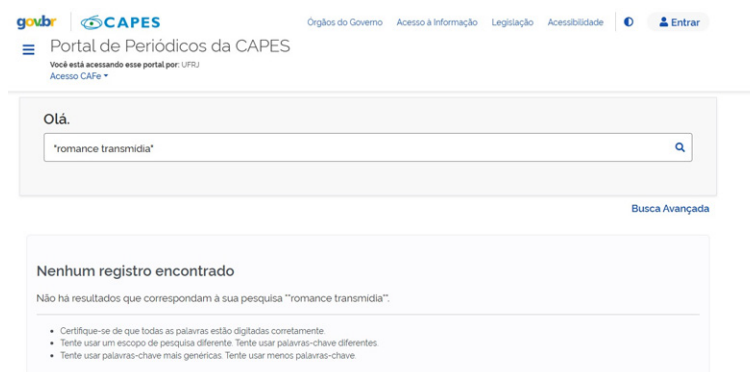 gov.br CAPES Órgãos do Governo Acesso à Informação Legislação Acessibilidade Entrar
Portal de Periódicos da CAPES
Você está acessando esse portal por: UFRJ
Acesso CAFe
Olá.
"romance transmídia"
Busca Avançada
Nenhum registro encontrado
Não há resultados que correspondam à sua pesquisa ""romance transmídia"".
Certifique-se de que todas as palavras estão digitadas corretamente.
Tente usar um escopo de pesquisa diferente. Tente usar palavras-chave diferentes.
Tente usar palavras-chave mais genéricas. Tente usar menos palavras-chave.